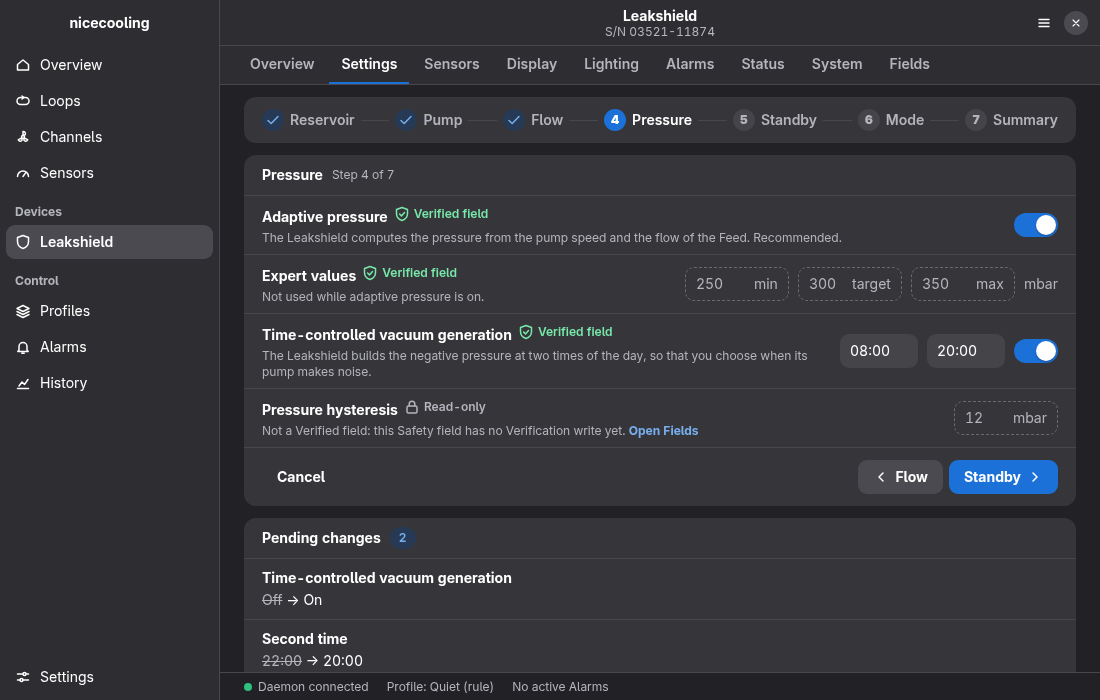 nicecooling
Overview
Loops
Channels
Sensors
Devices
Leakshield
Control
Profiles
Alarms
History
Settings
Leakshield
S/N 03521-11874
Overview Settings Sensors Display Lighting Alarms Status System Fields
Reservoir Pump Flow 4 Pressure 5 Standby 6 Mode 7 Summary
Pressure Step 4 of 7
Adaptive pressure Verified field
The Leakshield computes the pressure from the pump speed and the flow of the Feed. Recommended.
Expert values Verified field
Not used while adaptive pressure is on.
250 min 300 target 350 max mbar
Time-controlled vacuum generation Verified field
The Leakshield builds the negative pressure at two times of the day, so that you choose when its
pump makes noise.
08:00 20:00
Pressure hysteresis Read-only
Not a Verified field: this Safety field has no Verification write yet. Open Fields
12 mbar
Cancel Flow Standby
Pending changes 2
Time-controlled vacuum generation
Off → On
Second time
22:00 → 20:00
Daemon connected Profile: Quiet (rule) No active Alarms